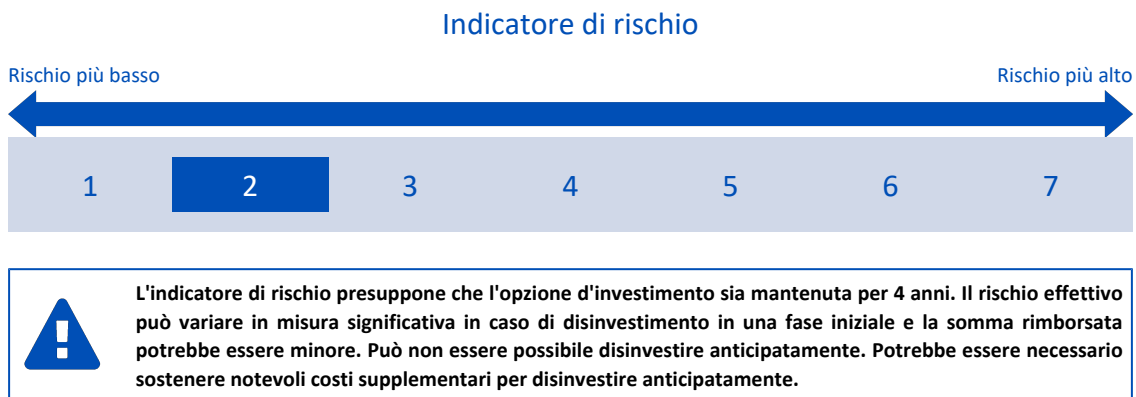 Indicatore di rischio
Rischio più basso
Rischio più alto
1 2 3 4 5 6 7
L'indicatore di rischio presuppone che l'opzione d'investimento sia mantenuta per 4 anni. Il rischio effettivo
può variare in misura significativa in caso di disinvestimento in una fase iniziale e la somma rimborsata
potrebbe essere minore. Può non essere possibile disinvestire anticipatamente. Potrebbe essere necessario
sostenere notevoli costi supplementari per disinvestire anticipatamente.